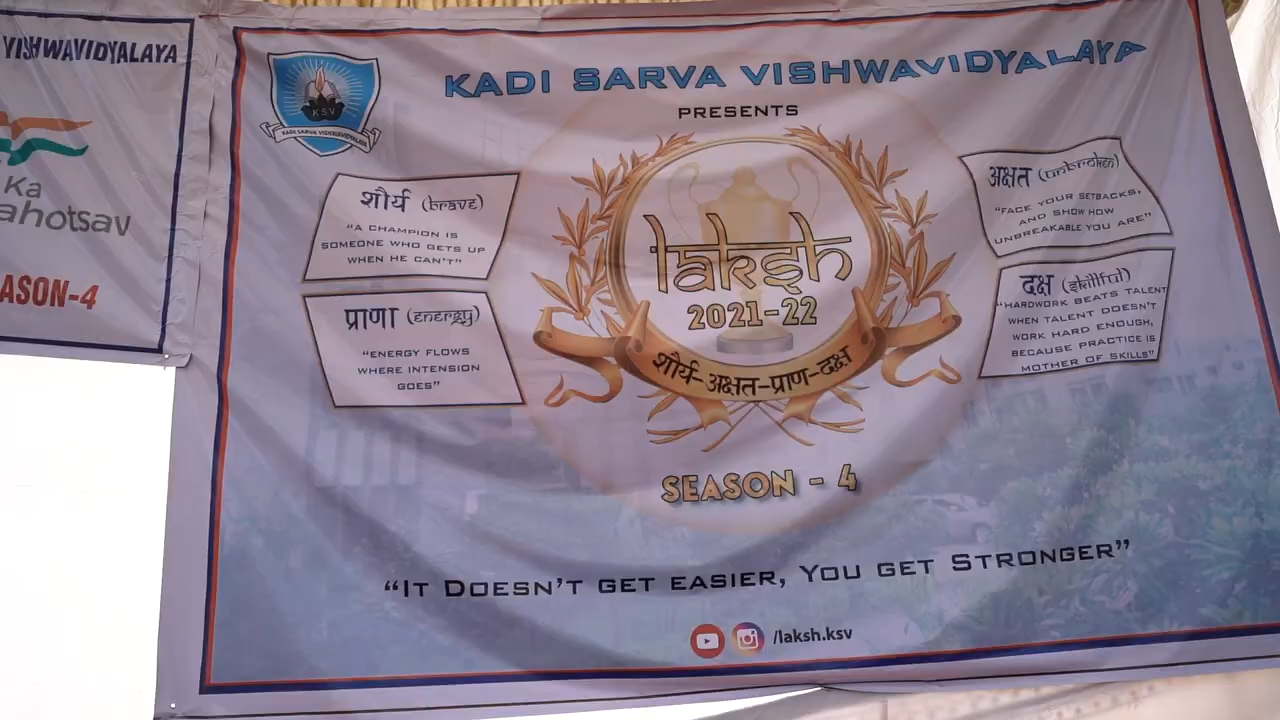 VISHWAVIDYALAYA
Ka
ahotsav
ASON-4
KSV
KADI SARVA VISHWAVIDYALAYA
KADI SARVA VISHWAVIDYALAYA
PRESENTS
शौर्य (brave)
"A CHAMPION IS
SOMEONE WHO GETS UP
WHEN HE CAN'T"
प्राणा (energy)
"ENERGY FLOWS
WHERE INTENSION
GOES"
laksh
2021-22
शौर्य-अक्षत-प्राण-दक्ष
अक्षत (unbroken)
"FACE YOUR SETBACKS,
AND SHOW HOW
UNBREAKABLE YOU ARE"
दक्ष (skillful)
"HARDWORK BEATS TALENT
WHEN TALENT DOESN'T
WORK HARD ENOUGH,
BECAUSE PRACTICE IS
MOTHER OF SKILLS"
SEASON - 4
"IT DOESN'T GET EASIER, YOU GET STRONGER"
/laksh.ksv